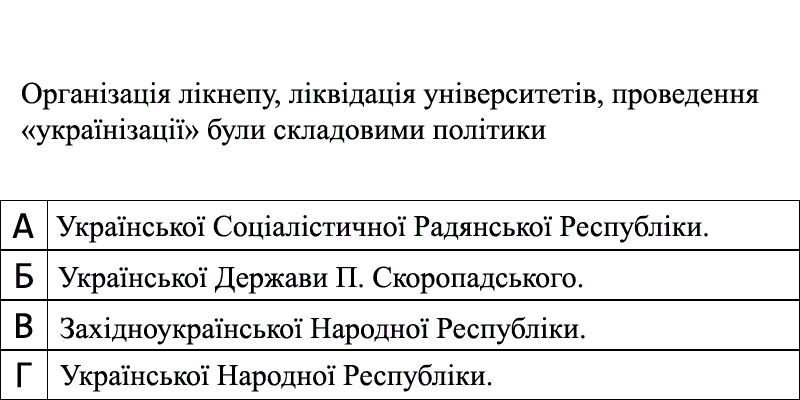 Організація лікнепу, ліквідація університетів, проведення
«українізації» були складовими політики
А Української Соціалістичної Радянської Республіки.
Б Української Держави П. Скоропадського.
В Західноукраїнської Народної Республіки.
Г Української Народної Республіки.